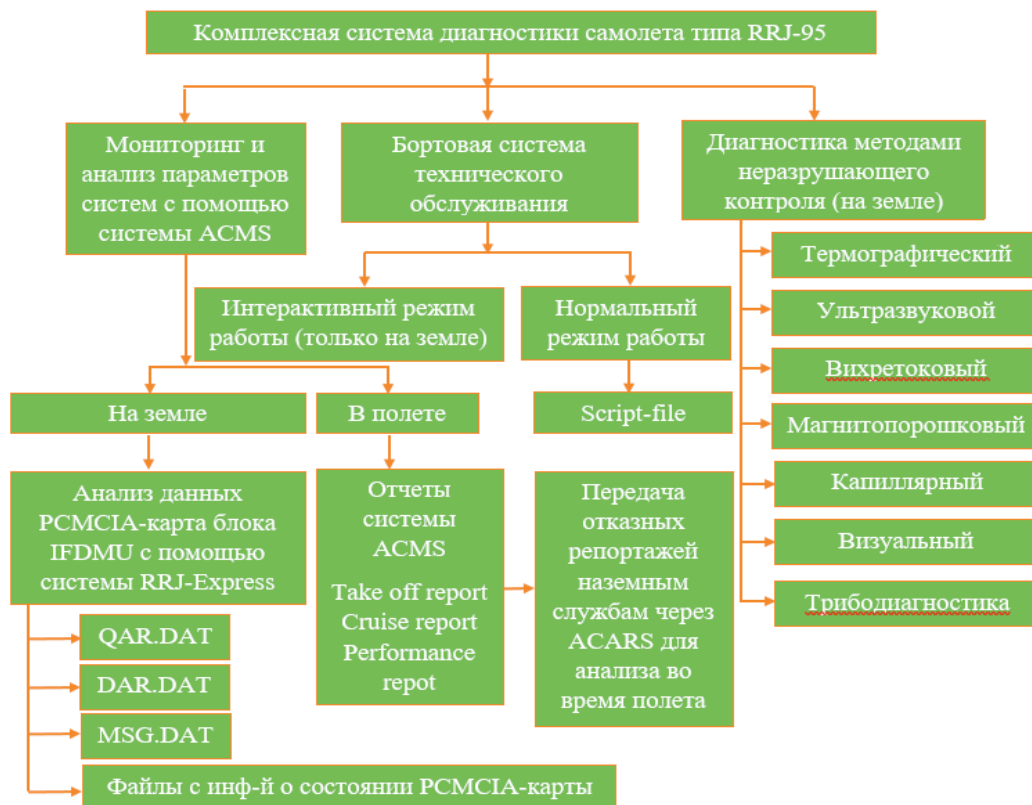 Комплексная система диагностики самолета типа RRJ-95
Мониторинг и
анализ параметров
систем с помощью
системы ACMS
Бортовая система
технического
обслуживания
Диагностика методами
неразрушающего
контроля (на земле)
Термографический
Ультразвуковой
Вихретоковый
Магнитопорошковый
Капиллярный
Визуальный
Трибодиагностика
Интерактивный режим
работы (только на земле)
Нормальный
режим работы
Script-file
На земле
В полете
Анализ данных
PCMCIA-карта блока
IFDMU с помощью
системы RRJ-Express
QAR.DAT
DAR.DAT
MSG.DAT
Файлы с инф-й о состоянии PCMCIA-карты
Отчеты
системы
ACMS
Take off report
Cruise report
Performance
repot
Передача
отказных
репортажей
наземным
службам через
ACARS для
анализа во
время полета